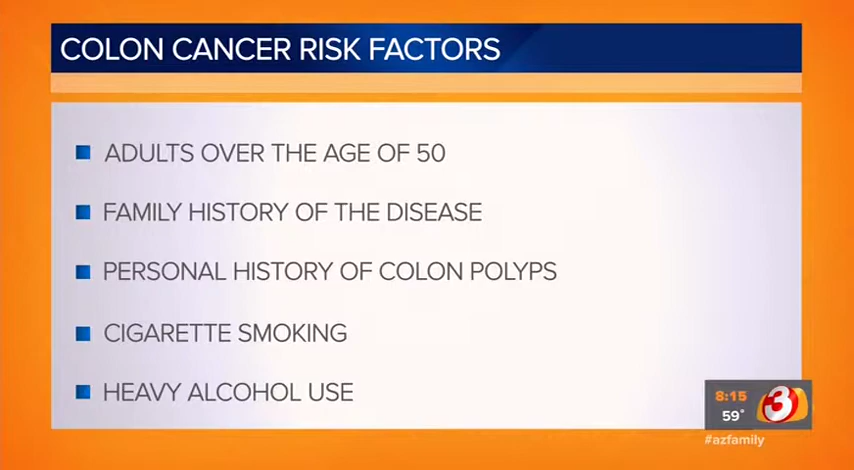 COLON CANCER RISK FACTORS
ADULTS OVER THE AGE OF 50
FAMILY HISTORY OF THE DISEASE
PERSONAL HISTORY OF COLON POLYPS
CIGARETTE SMOKING
HEAVY ALCOHOL USE
8:15
59°
3
#azfamily